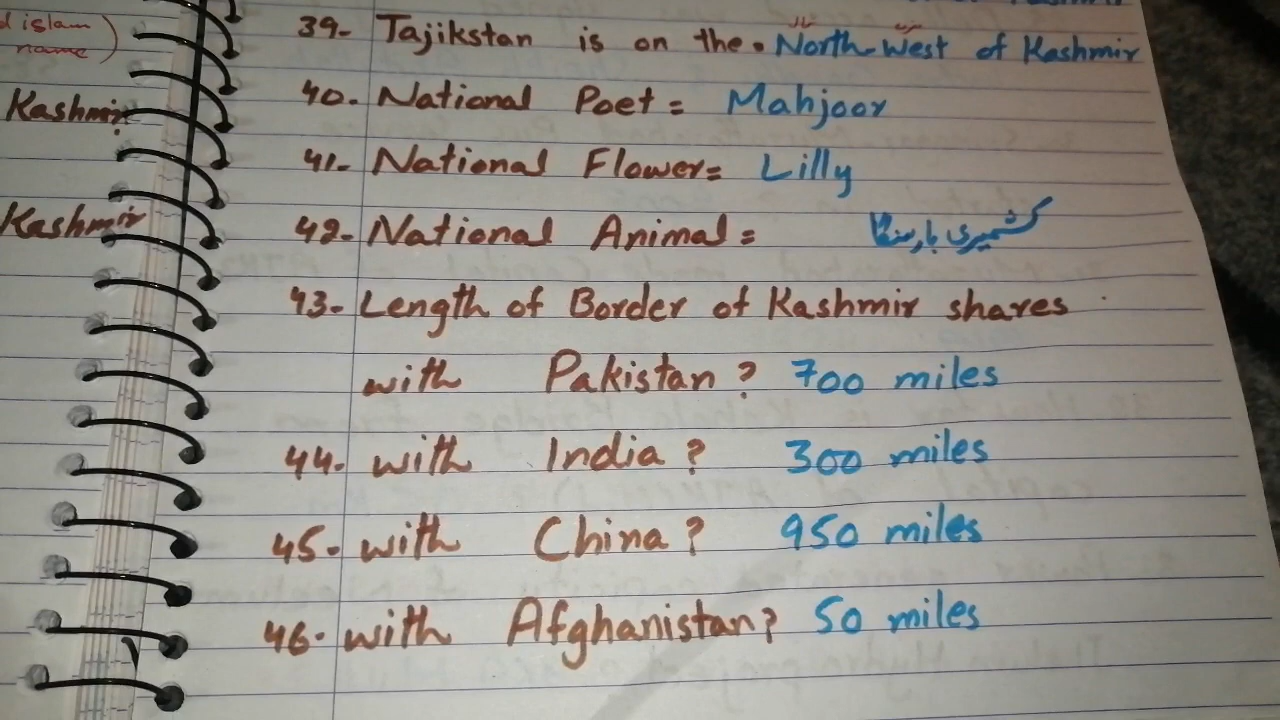 d islam
name)
Kashmir
Kashmir
39- Tajikstan is on the. North-West of Kashmir
40. National Poet = Mahjoor
41. National Flower= Lilly
42- National Animal = کشمیری بارہ سنگا
43- Length of Border of Kashmir shares
with Pakistan? 700 miles
44. with India? 300 miles
45. with China? 950 miles
46. with Afghanistan? 50 miles